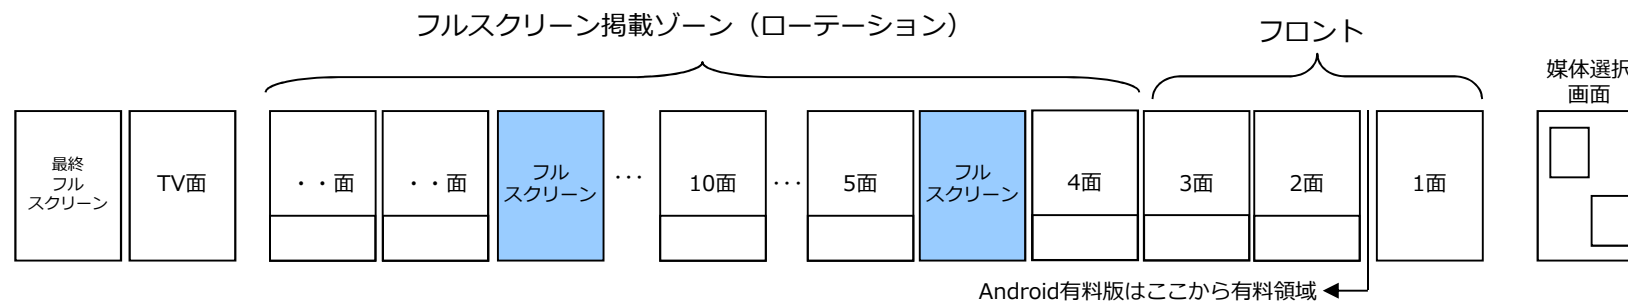 フルスクリーン掲載ゾーン（ローテーション）
フロント
媒体選択
画面
最終
フル
スクリーン
TV面
・・面
・・面
フル
スクリーン
･･･
10面
･･･
5面
フル
スクリーン
4面
3面
2面
1面
Android有料版はここから有料領域